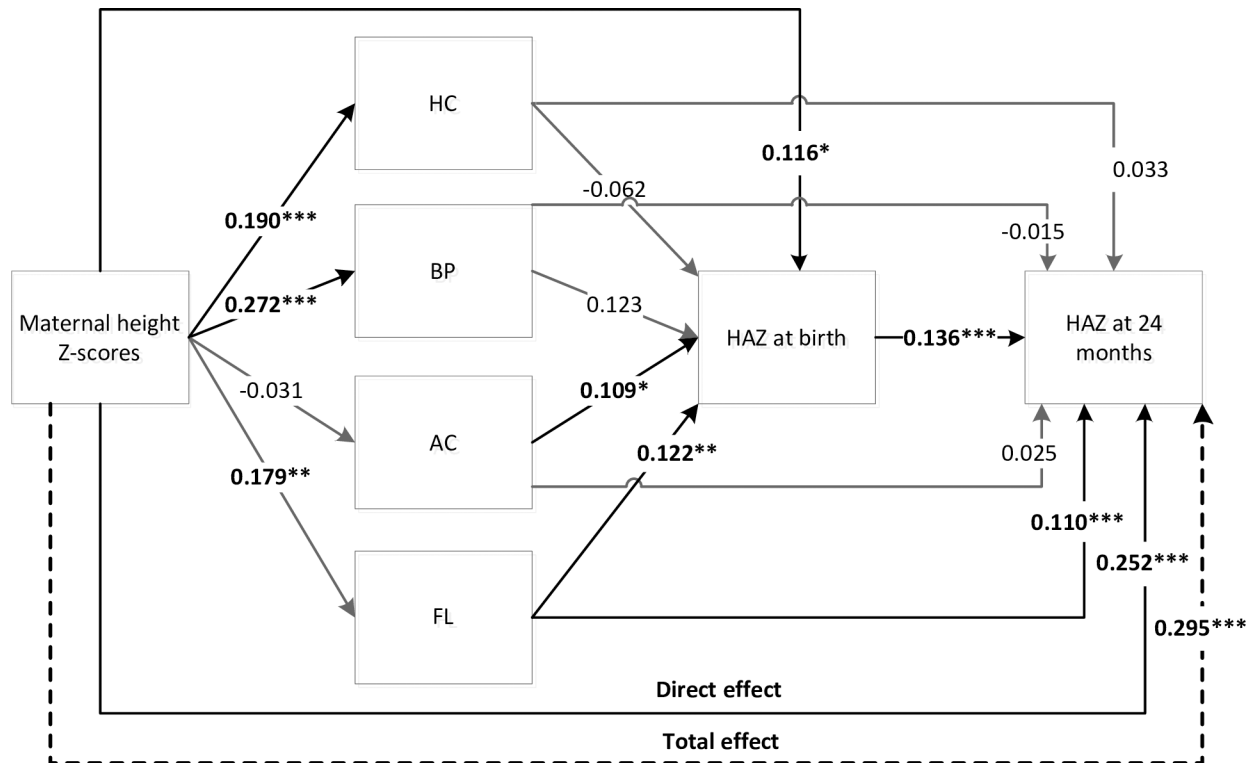 HC
0.116*
0.033
-0.062
0.190***
BP
-0.015
0.272***
0.123
Maternal height
Z-scores
HAZ at birth
0.136***
HAZ at 24
months
-0.031
0.109*
AC
0.122**
0.025
0.179**
0.110***
0.252***
FL
0.295***
Direct effect
Total effect